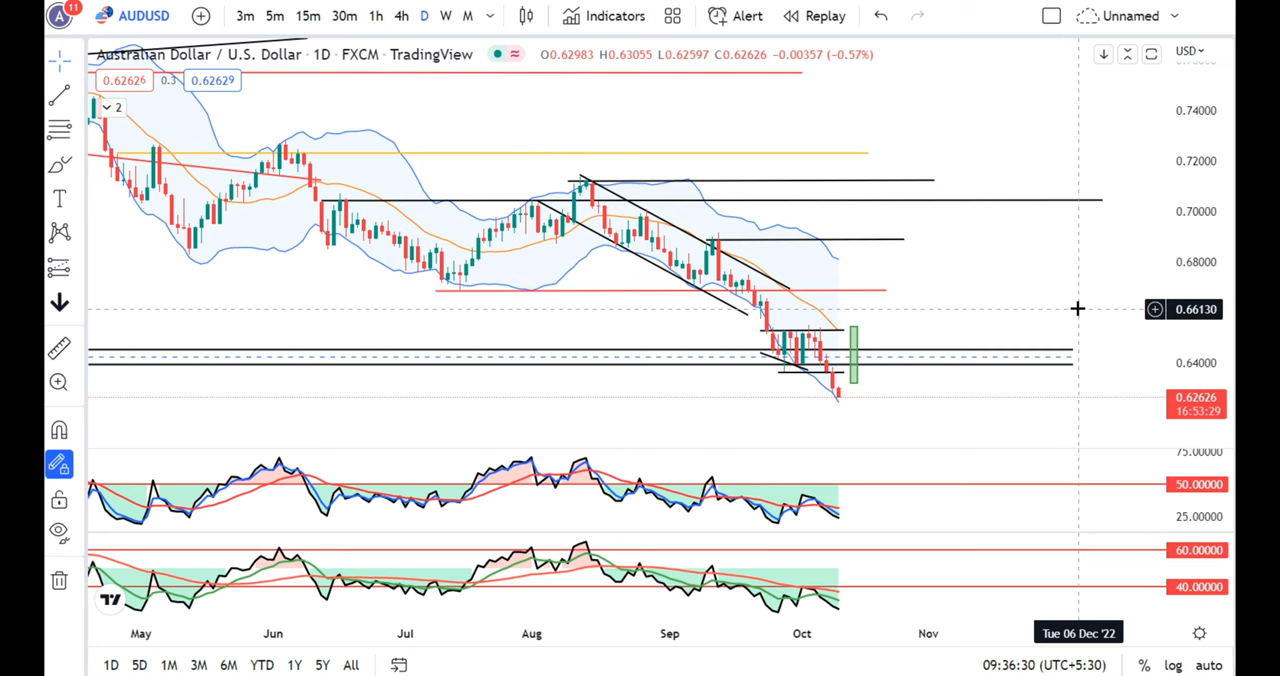 A 11 AUDUSD 3m 5m 15m 30m 1h 4h D W M Indicators Alert Replay Unnamed
Australian Dollar / U.S. Dollar · 1D · FXCM · TradingView O0.62983 H0.63055 L0.62597 C0.62626 −0.00357 (−0.57%) USD
0.62626 0.3 0.62629
2
0.74000
0.72000
0.70000
0.68000
0.66130
0.64000
0.62626
16:53:29
75.00000
50.00000
25.00000
60.00000
40.00000
May Jun Jul Aug Sep Oct Nov Tue 06 Dec '22
1D 5D 1M 3M 6M YTD 1Y 5Y All 09:36:30 (UTC+5:30) % log auto